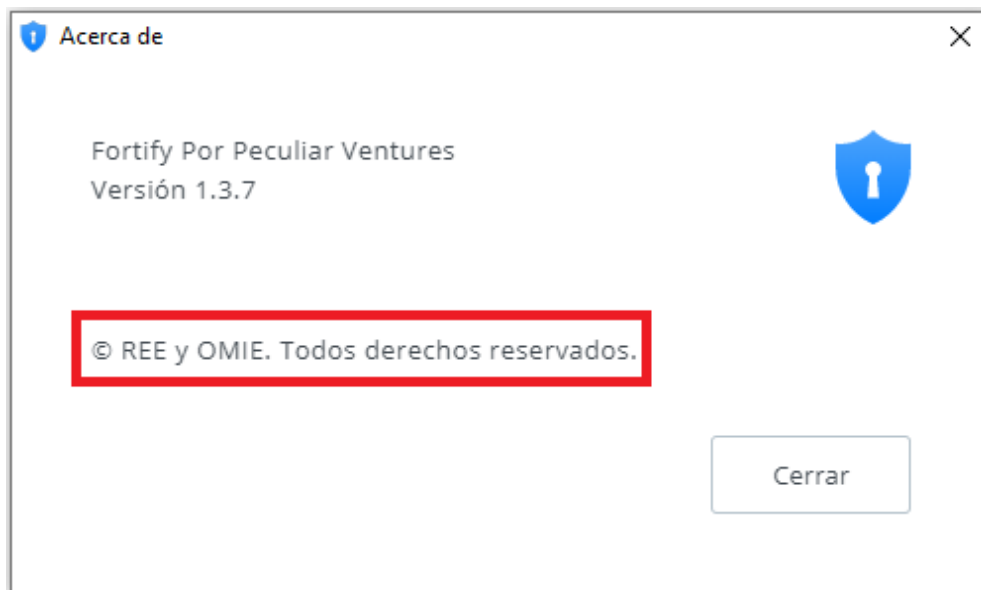 Acerca de
Fortify Por Peculiar Ventures
Versión 1.3.7
© REE y OMIE. Todos derechos reservados.
Cerrar